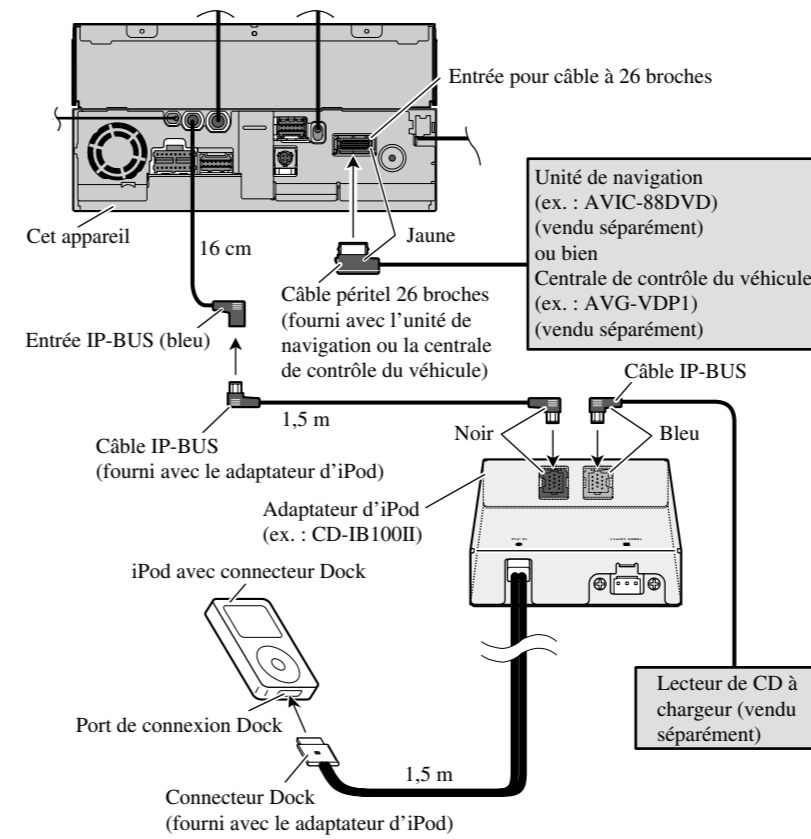 Entrée pour câble à 26 broches
Unité de navigation
(ex. : AVIC-88DVD)
(vendu séparément)
ou bien
Centrale de contrôle du véhicule
(ex. : AVG-VDP1)
(vendu séparément)
Cet appareil
16 cm
Jaune
Câble péritel 26 broches
(fourni avec l’unité de
navigation ou la centrale
de contrôle du véhicule)
Entrée IP-BUS (bleu)
Câble IP-BUS
1,5 m
Noir
Bleu
Câble IP-BUS
(fourni avec le adaptateur d’iPod)
Adaptateur d’iPod
(ex. : CD-IB100II)
iPod avec connecteur Dock
Lecteur de CD à
chargeur (vendu
séparément)
Port de connexion Dock
1,5 m
Connecteur Dock
(fourni avec le adaptateur d’iPod)